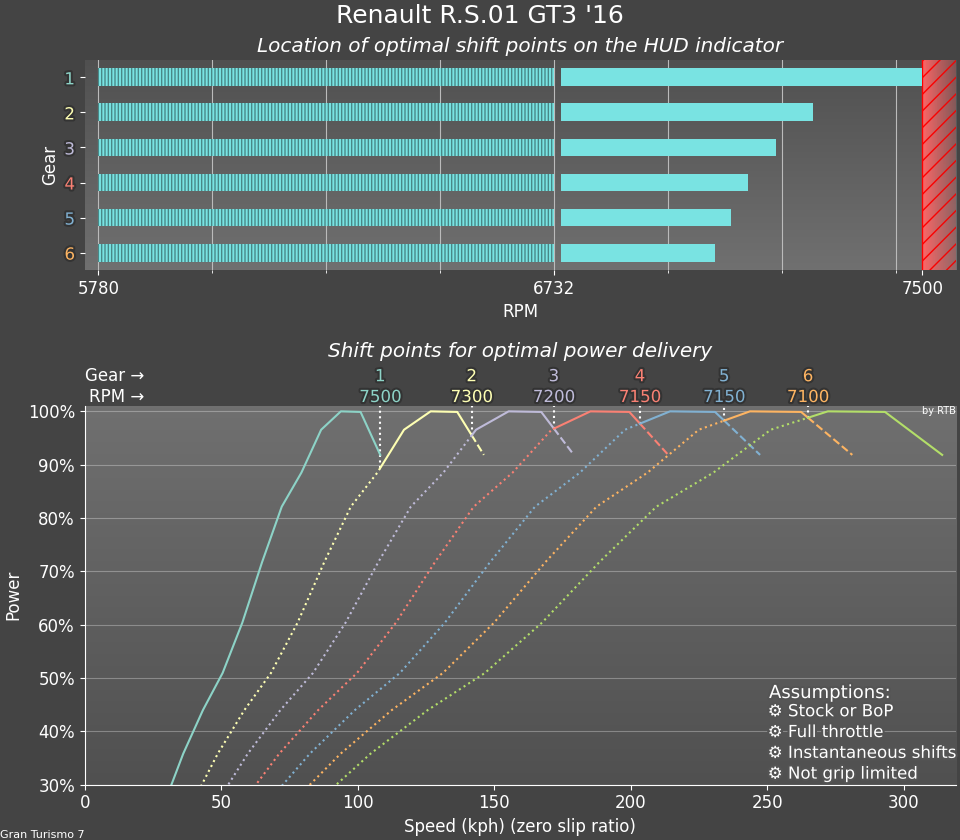 Renault R.S.01 GT3 '16
Location of optimal shift points on the HUD indicator
Gear
1
2
3
4
5
6
5780 6732 7500
RPM
Shift points for optimal power delivery
Gear → 1 2 3 4 5 6
RPM → 7500 7300 7200 7150 7150 7100
by RTB
100%
90%
80%
70%
60%
50%
40%
30%
Power
Assumptions:
⚙ Stock or BoP
⚙ Full throttle
⚙ Instantaneous shifts
⚙ Not grip limited
0 50 100 150 200 250 300
Speed (kph) (zero slip ratio)
Gran Turismo 7